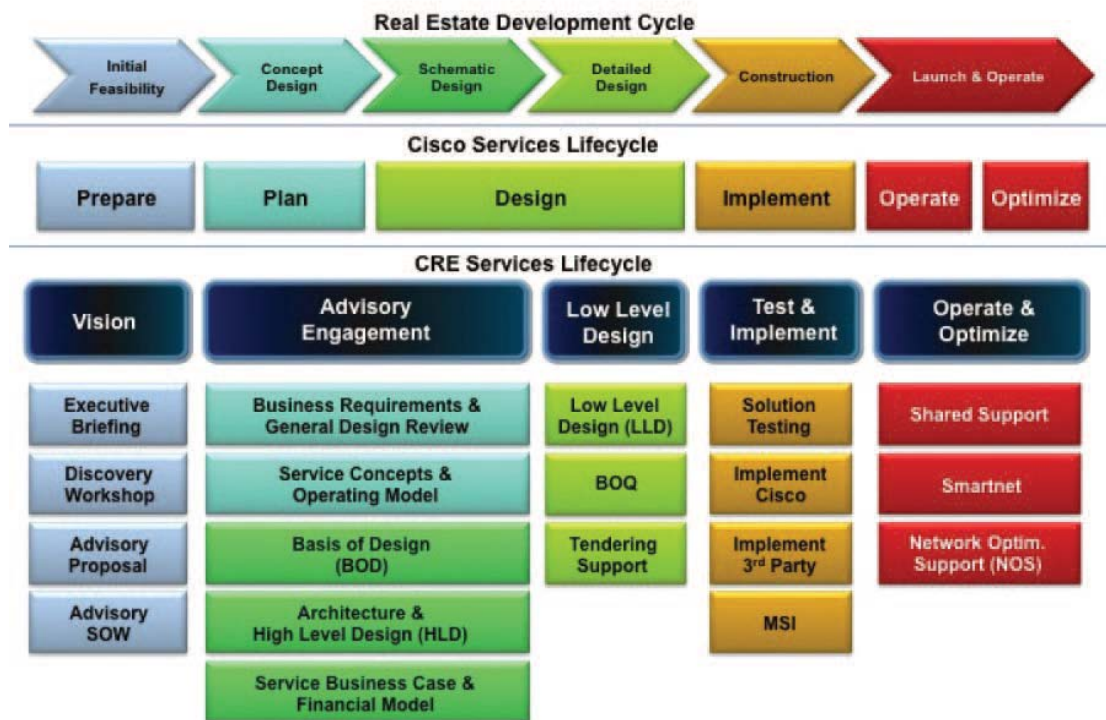 Real Estate Development Cycle
Initial
Feasibility
Concept
Design
Schematic
Design
Detailed
Design
Construction
Launch & Operate
Cisco Services Lifecycle
Prepare
Plan
Design
Implement
Operate
Optimize
CRE Services Lifecycle
Vision
Advisory
Engagement
Low Level
Design
Test &
Implement
Operate &
Optimize
Executive
Briefing
Discovery
Workshop
Advisory
Proposal
Advisory
SOW
Business Requirements &
General Design Review
Service Concepts &
Operating Model
Basis of Design
(BOD)
Architecture &
High Level Design (HLD)
Service Business Case &
Financial Model
Low Level
Design (LLD)
BOQ
Tendering
Support
Solution
Testing
Implement
Cisco
Implement
3rd Party
MSI
Shared Support
Smartnet
Network Optim.
Support (NOS)